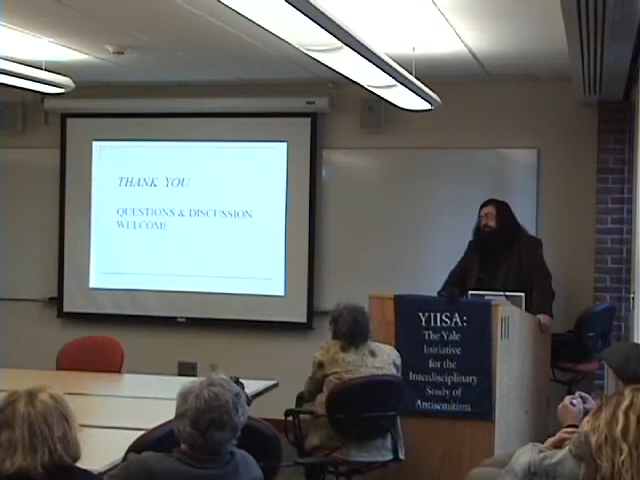 THANK YOU
QUESTIONS & DISCUSSION
WELCOME
YIISA:
The Yale
Initiative
for the
Interdisciplinary
Study of
Antisemitism